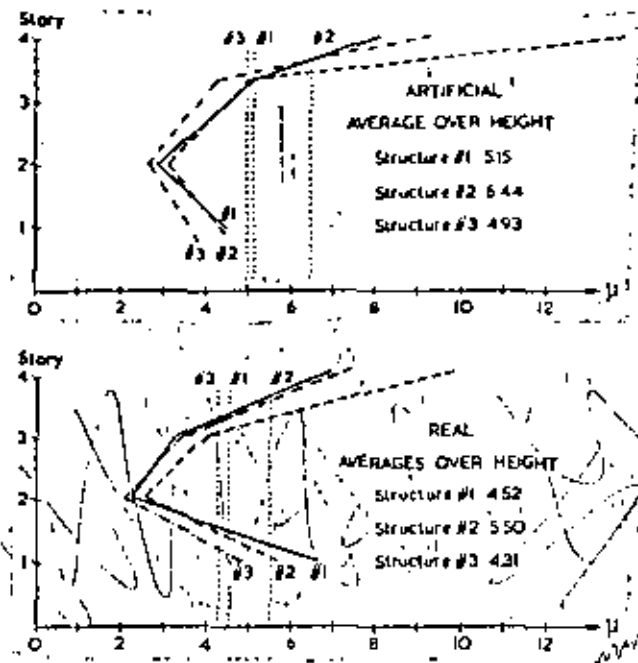 Story
#3 #1 #2
4
ARTIFICIAL
AVERAGE OVER HEIGHT
3
Structure #1 5.15
2
Structure #2 6.44
Structure #3 4.93
#1
1
#3 #2
0 2 4 6 8 10 12 μ
Story
#3 #1 #2
4
REAL
3
AVERAGES OVER HEIGHT
2
Structure #1 4.52
Structure #2 5.50
Structure #3 4.31
1
#3 #2 #1
0
0 2 4 6 8 10 12 μ